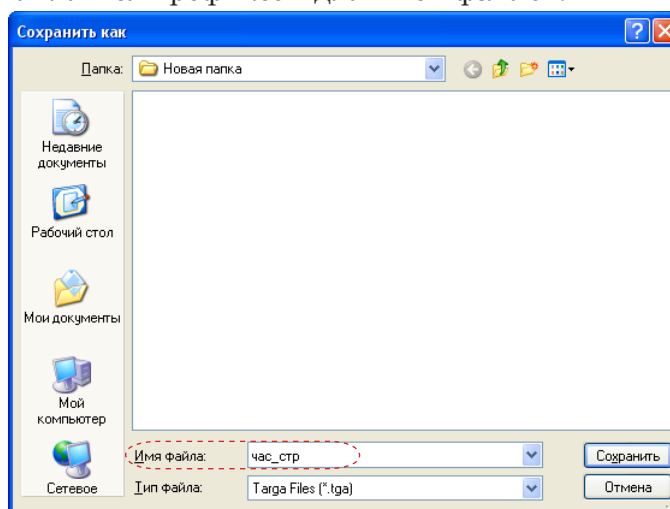 Сохранить как
Папка: Новая папка
Недавние
документы
Рабочий стол
Мои документы
Мой
компьютер
Сетевое
Имя файла: час_стр
Сохранить
Тип файла: Targa Files (*.tga)
Отмена